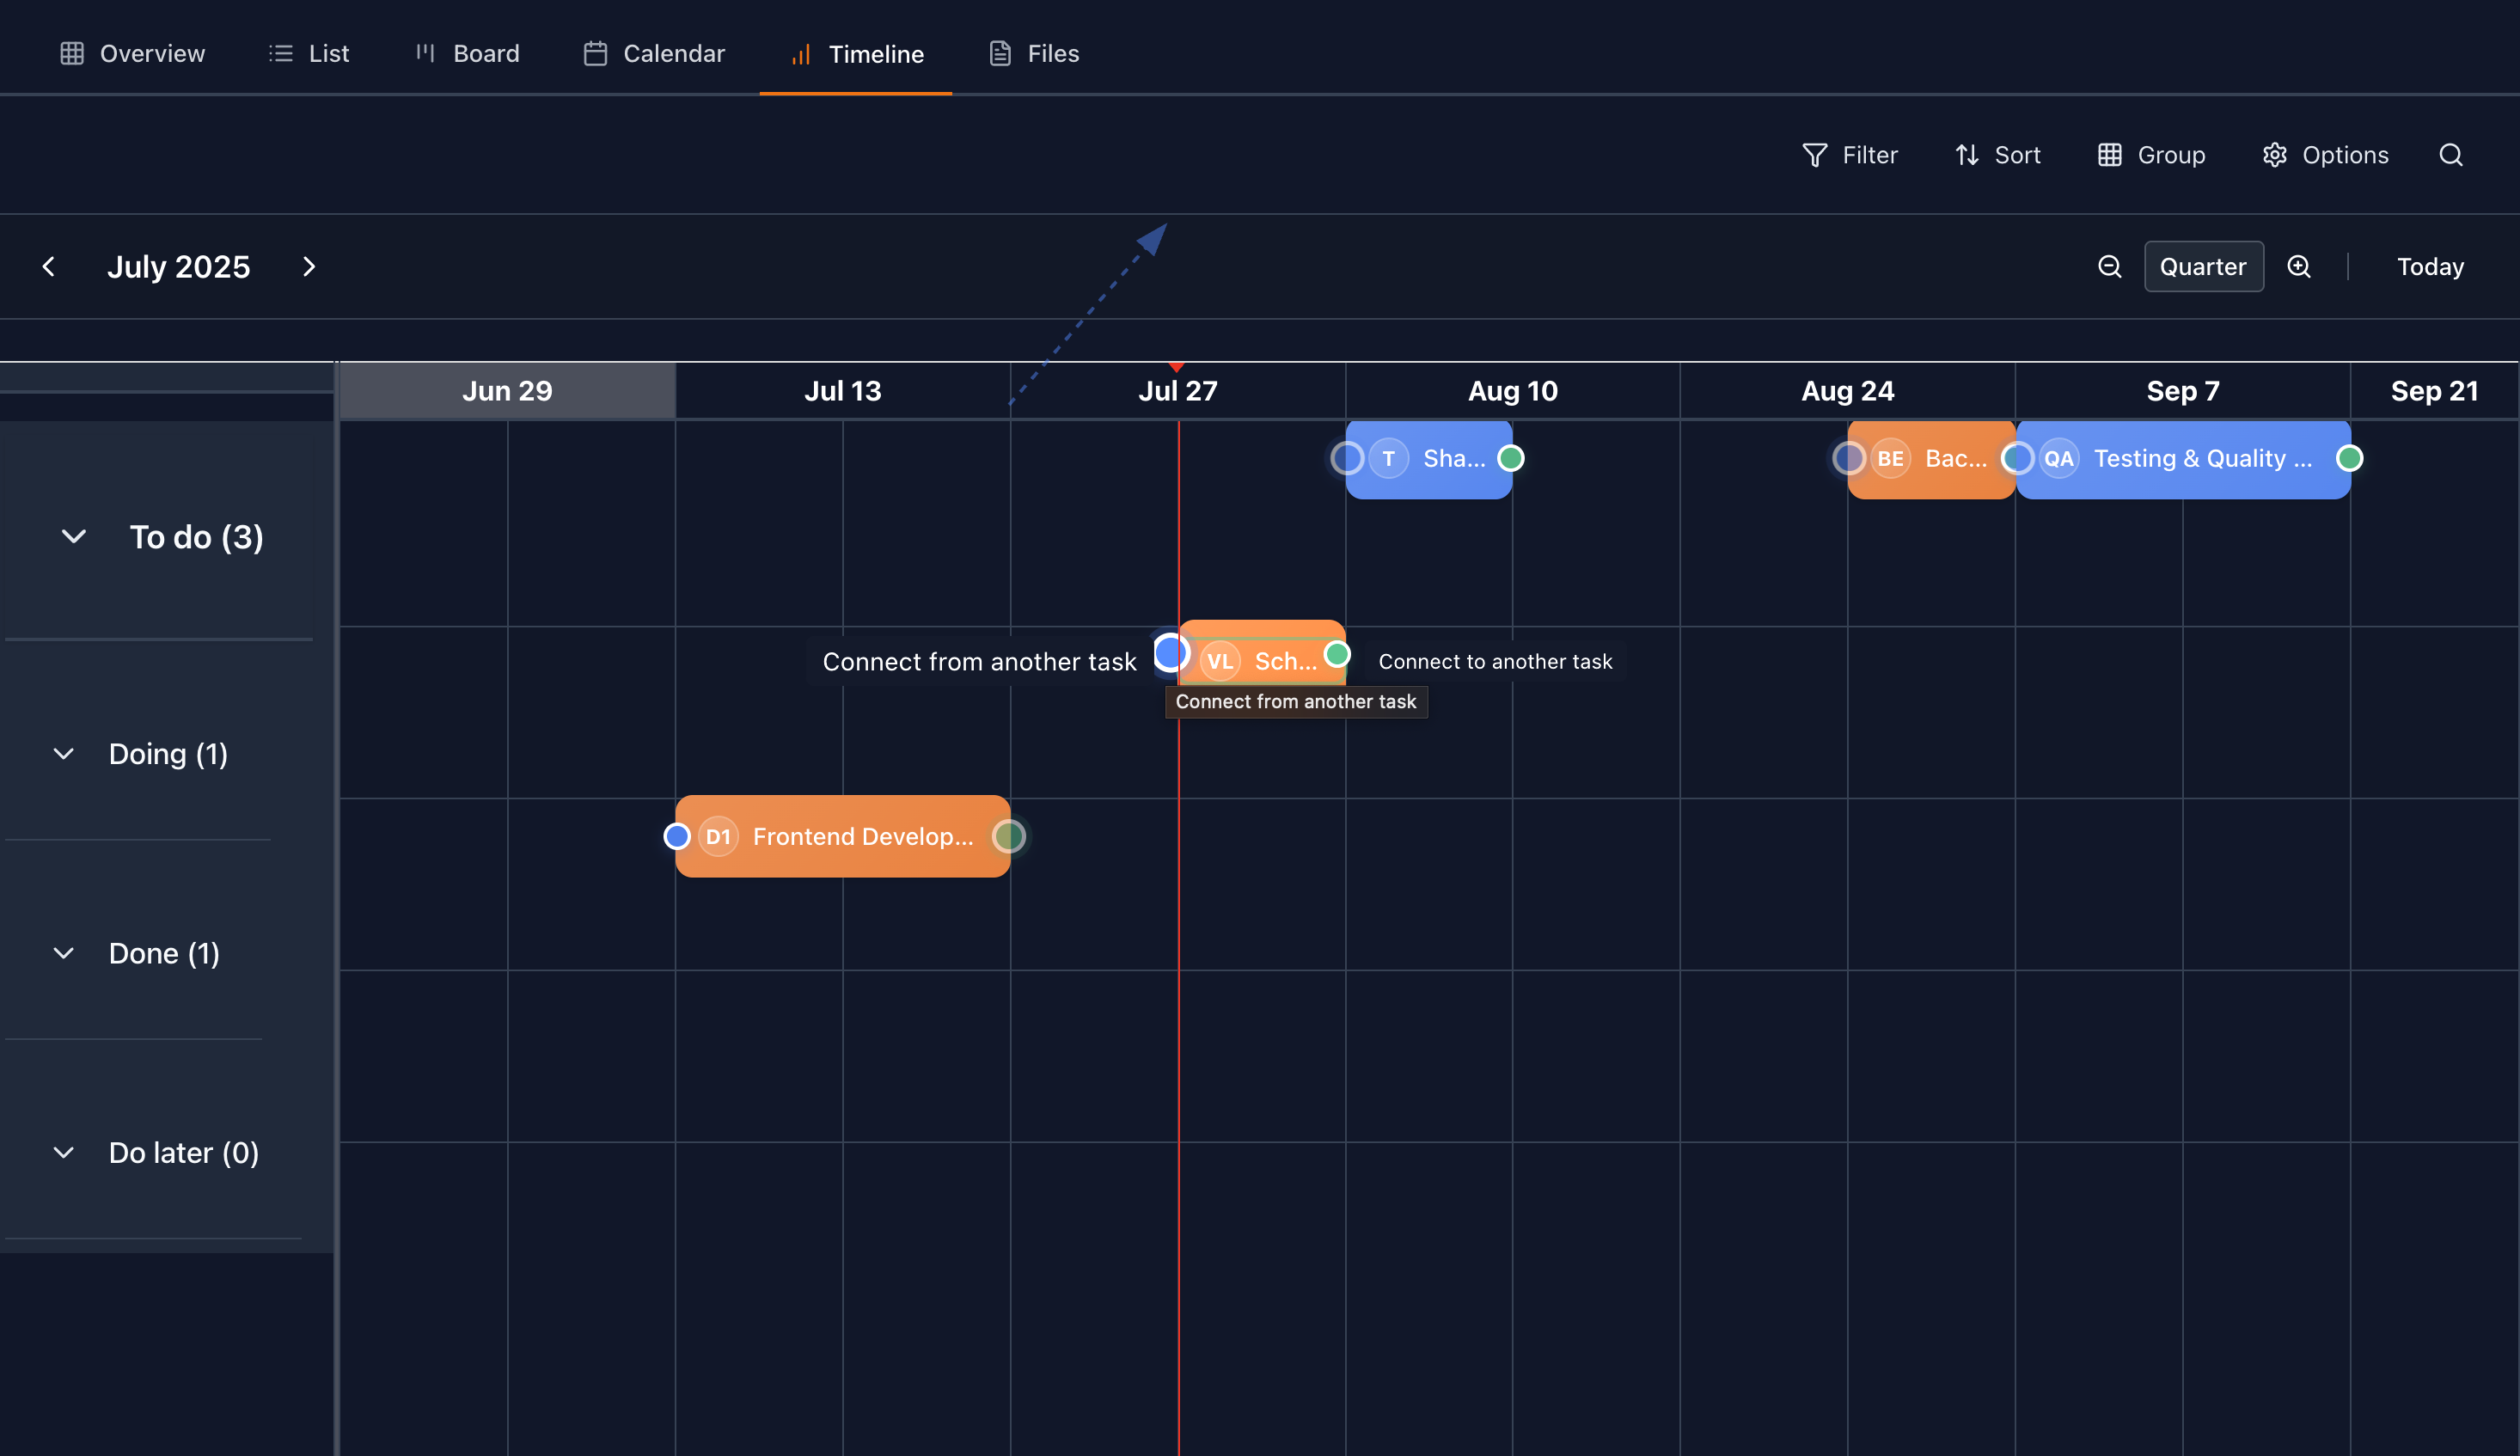 Overview
List
Board
Calendar
Timeline
Files
Filter
Sort
Group
Options
July 2025
Quarter
Today
Jun 29
Jul 13
Jul 27
Aug 10
Aug 24
Sep 7
Sep 21
To do (3)
T Sha...
BE Bac...
QA Testing & Quality ...
Connect from another task
VL Sch...
Connect to another task
Connect from another task
Doing (1)
D1 Frontend Develop...
Done (1)
Do later (0)